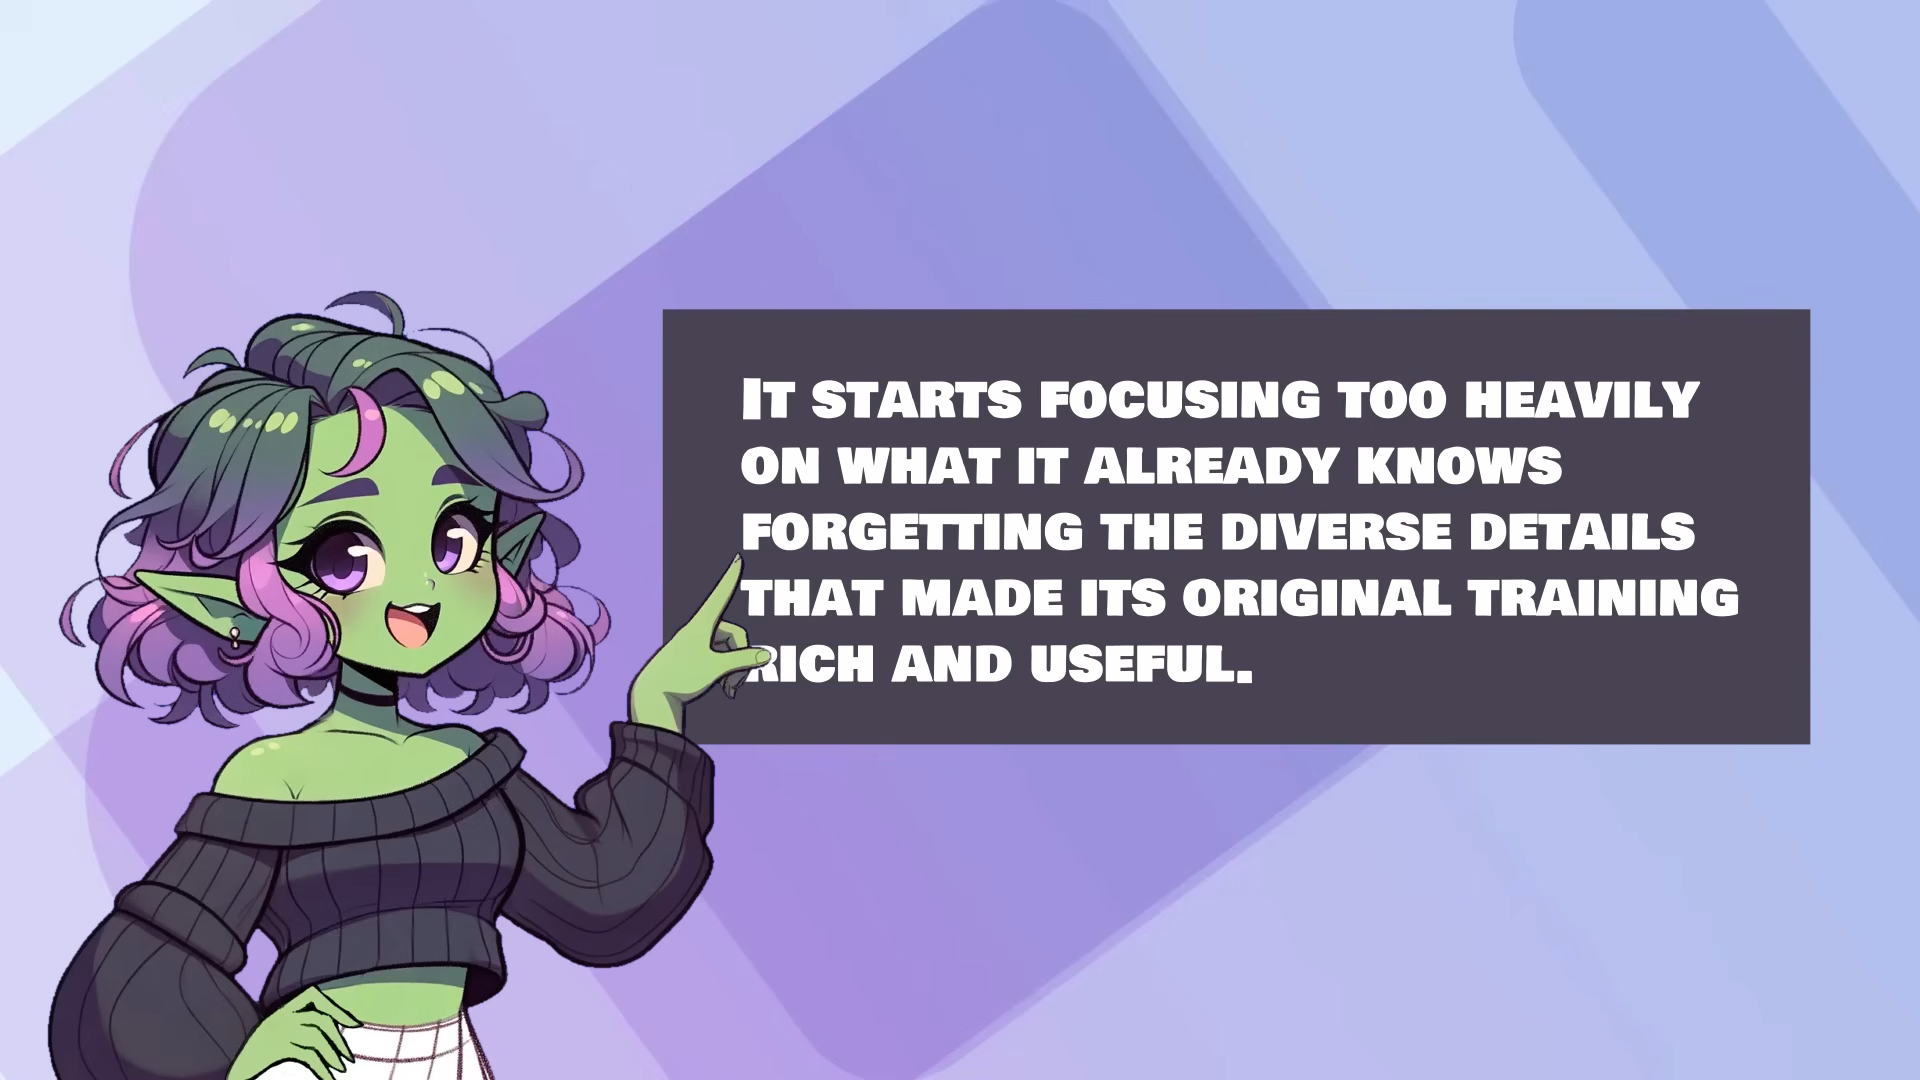 It starts focusing too heavily
on what it already knows
forgetting the diverse details
that made its original training
rich and useful.